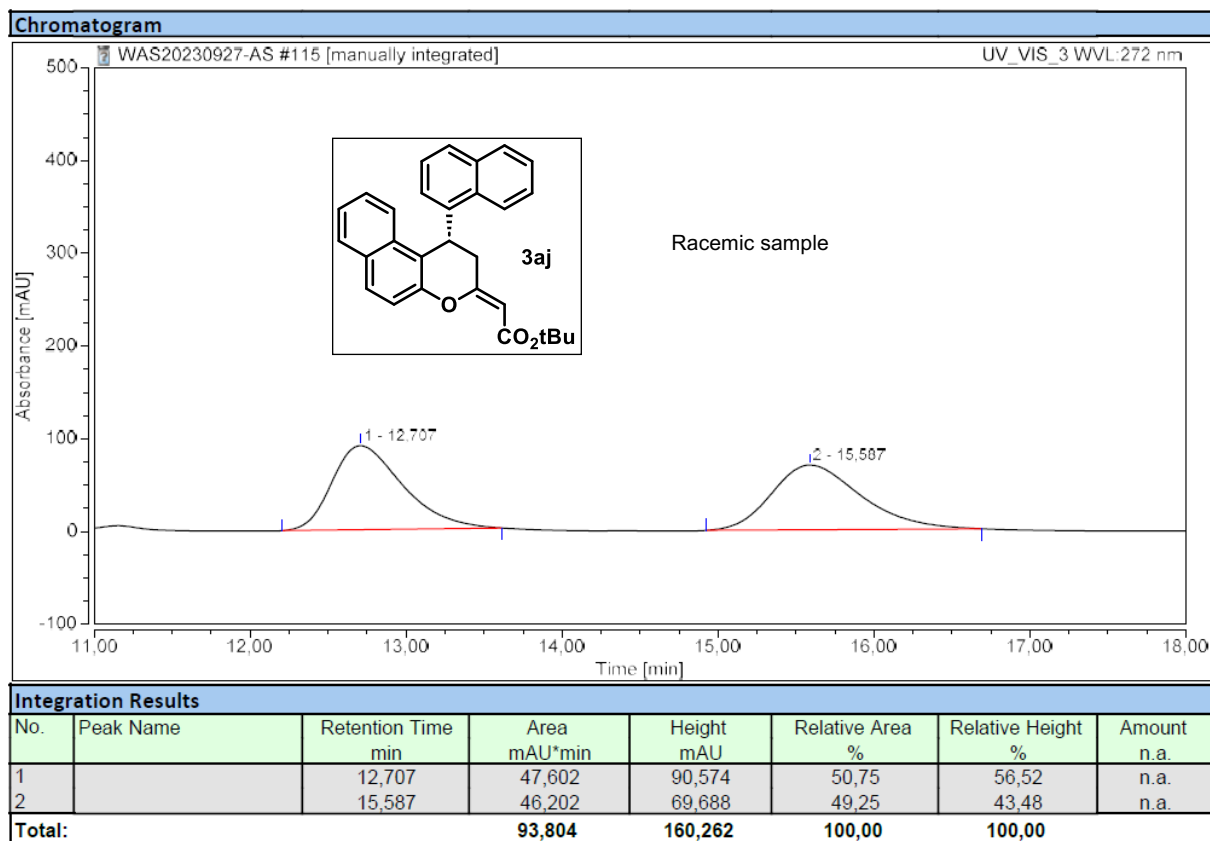 Chromatogram
WAS20230927-AS #115 [manually integrated]
UV_VIS_3 WVL:272 nm
500
400
300
200
100
0
-100
Absorbance [mAU]
3aj
O
CO2tBu
Racemic sample
1 - 12,707
2 - 15,587
11,00 12,00 13,00 14,00 15,00 16,00 17,00 18,00
Time [min]
Integration Results
No. Peak Name Retention Time Area Height Relative Area Relative Height Amount
min mAU*min mAU % % n.a.
1 12,707 47,602 90,574 50,75 56,52 n.a.
2 15,587 46,202 69,688 49,25 43,48 n.a.
Total: 93,804 160,262 100,00 100,00